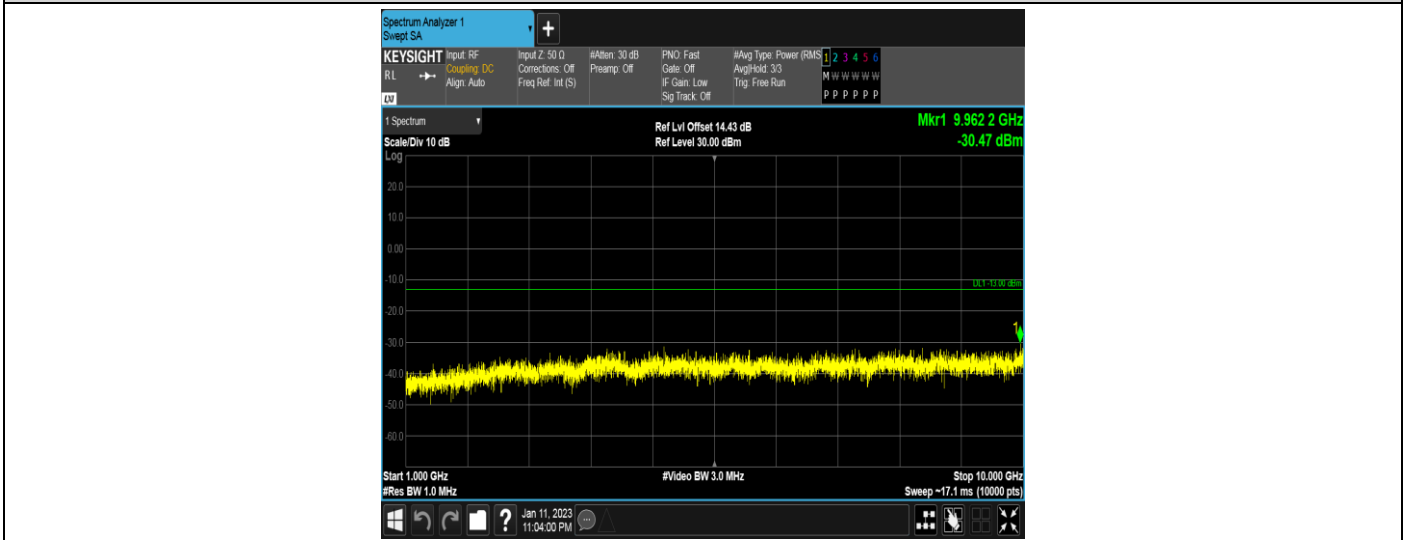 Spectrum Analyzer 1
Swept SA
+
KEYSIGHT
RL
LXI
Input: RF
Coupling: DC
Align: Auto
Input Z: 50 Ω
Corrections: Off
Freq Ref: Int (S)
#Atten: 30 dB
Preamp: Off
PNO: Fast
Gate: Off
IF Gain: Low
Sig Track: Off
#Avg Type: Power (RMS
Avg|Hold: 3/3
Trig: Free Run
1 2 3 4 5 6
M W W W W W
P P P P P P
1 Spectrum
Scale/Div 10 dB
Log
Ref Lvl Offset 14.43 dB
Ref Level 30.00 dBm
Mkr1 9.962 2 GHz
-30.47 dBm
20.0
10.0
0.00
-10.0
DL1 -13.00 dBm
-20.0
1
-30.0
-40.0
-50.0
-60.0
Start 1.000 GHz
#Res BW 1.0 MHz
#Video BW 3.0 MHz
Stop 10.000 GHz
Sweep ~17.1 ms (10000 pts)
?
Jan 11, 2023
11:04:00 PM